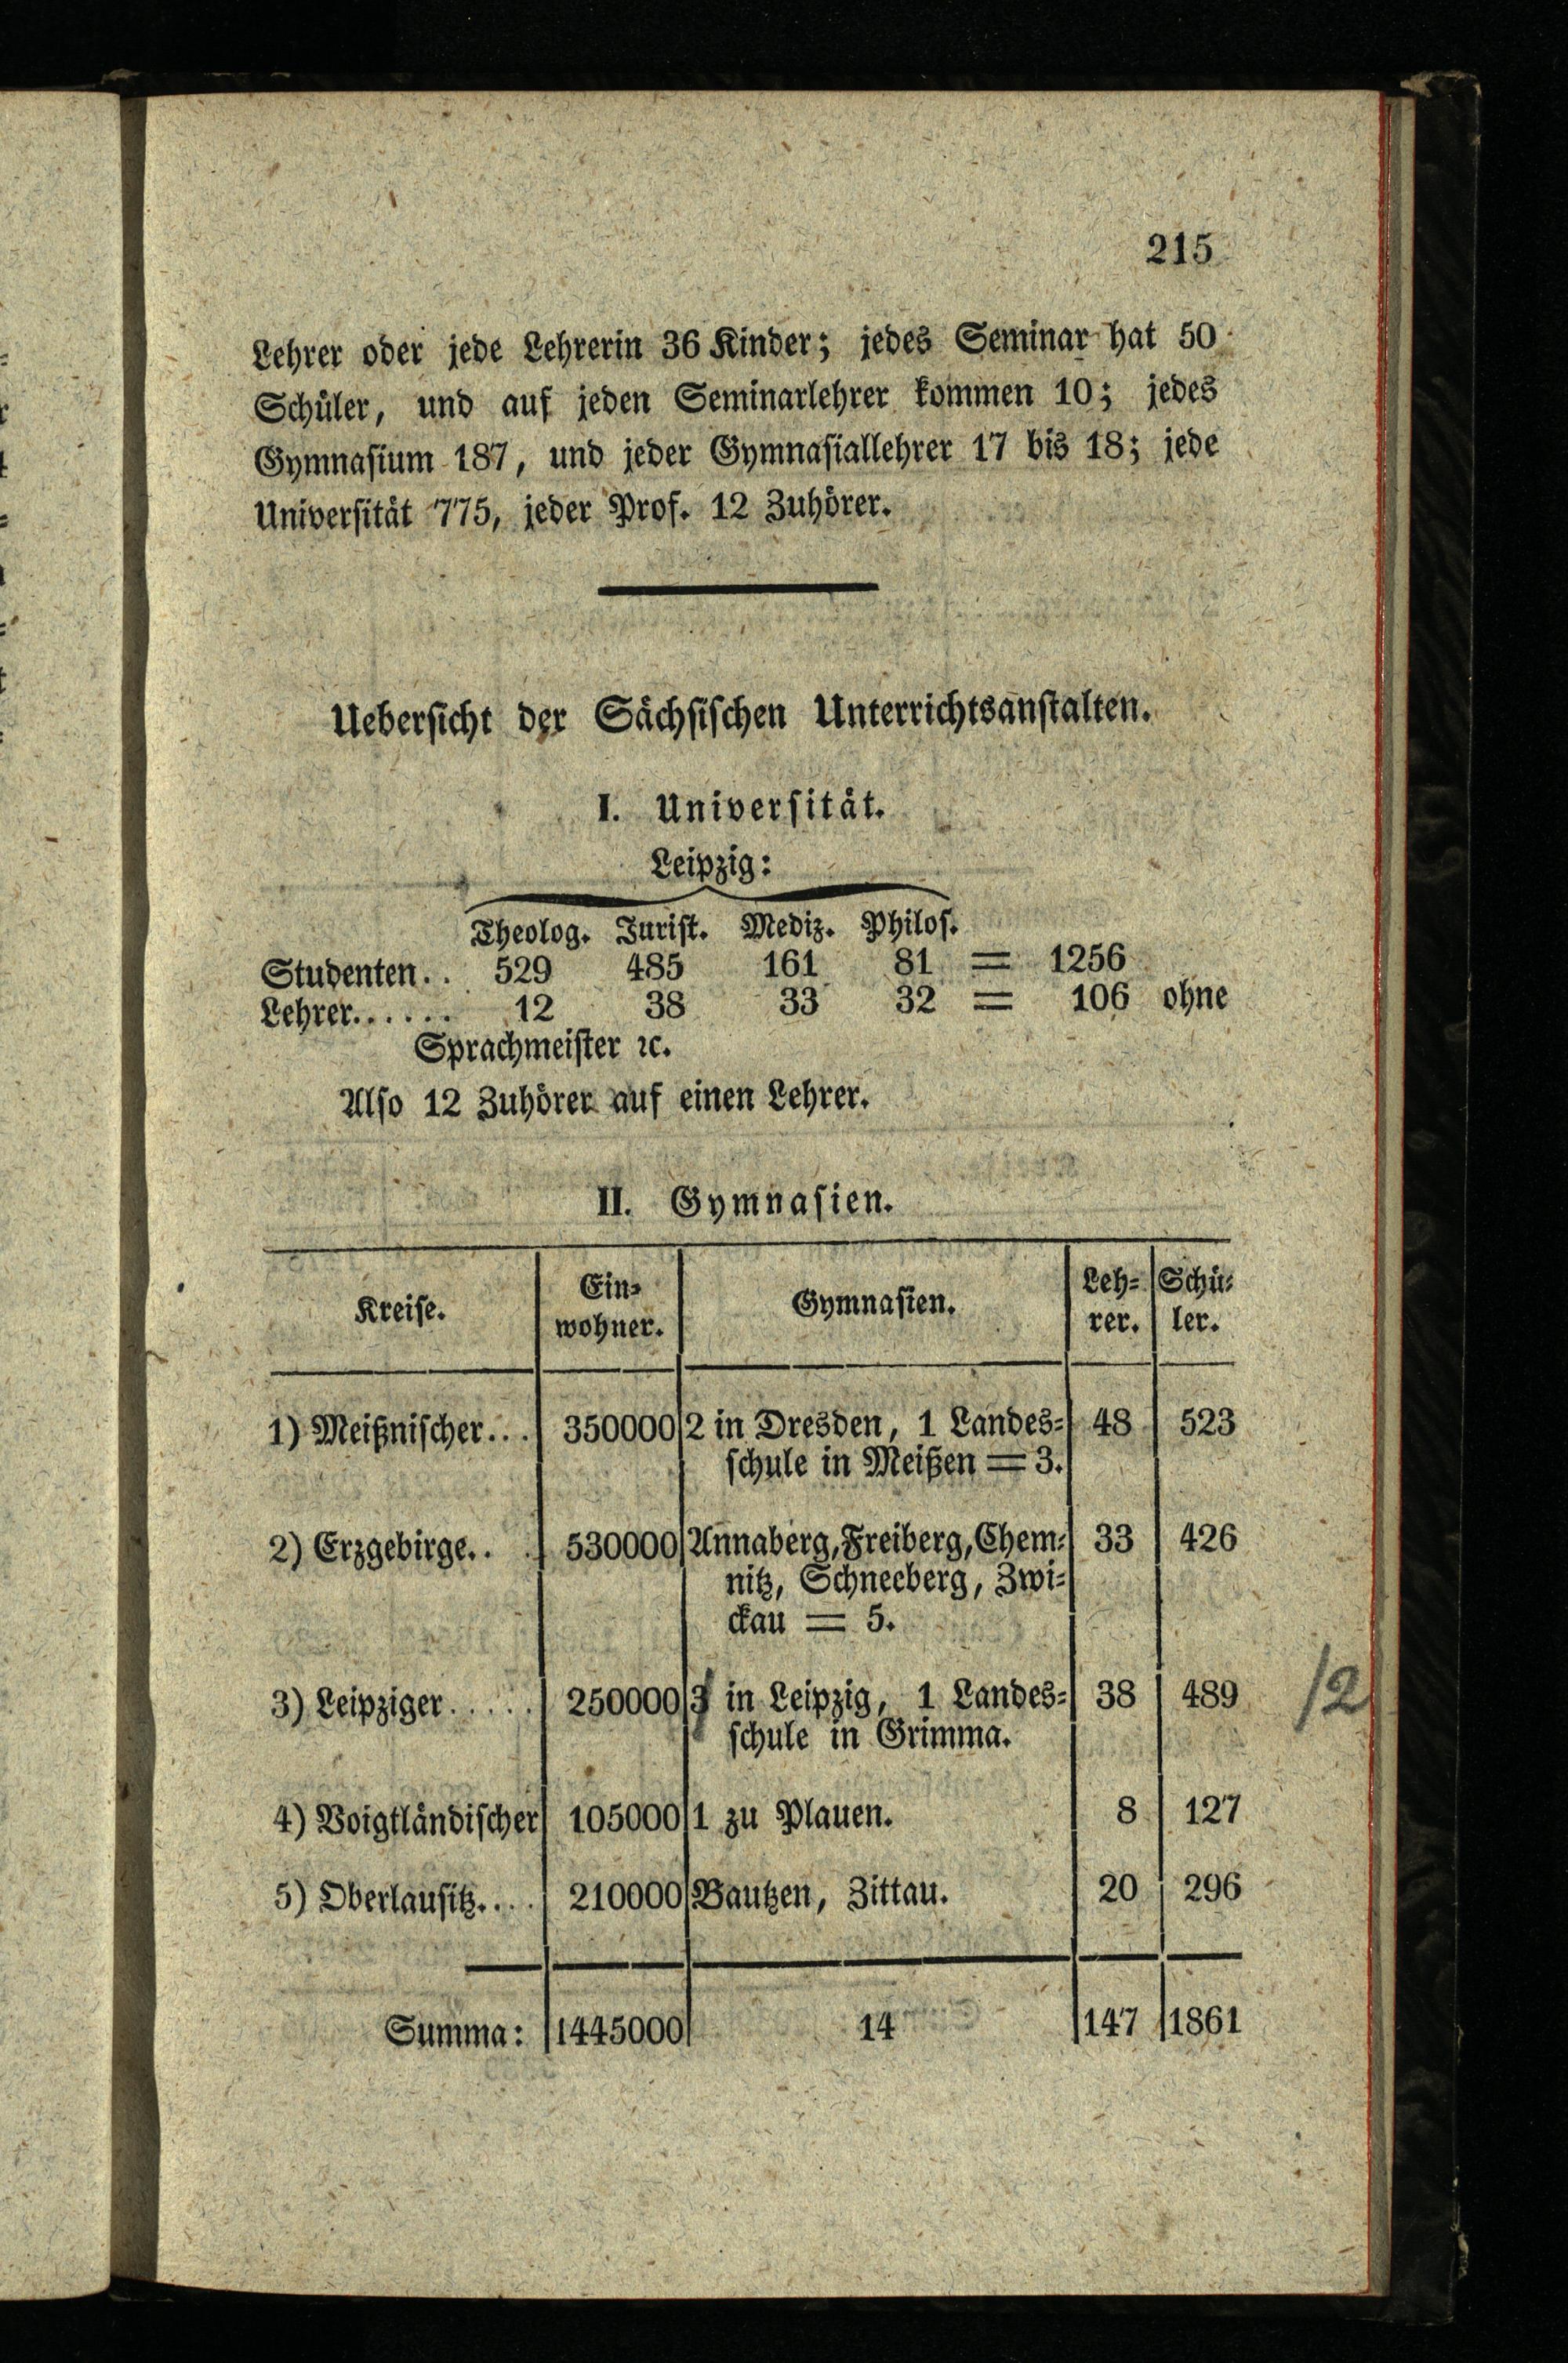 215
Lehrer oder jede Lehrerin 36 Kinder; jedes Seminar hat 50
Schüler, und auf jeden Seminarlehrer kommen 10; jedes
Gymnasium 187, und jeder Gymnasiallehrer 17 bis 18; jede
Universität 775, jeder Prof. 12 Zuhörer.
Uebersicht der Sächsischen Unterrichtsanstalten.
I. Universität.
Leipzig:
Theolog. Jurist. Mediz. Philos.
Studenten.. 529 485 161 81 = 1256
Lehrer...... 12 38 33 32 = 106 ohne
Sprachmeister ꝛc.
Also 12 Zuhörer auf einen Lehrer.
II. Gymnasien.
Kreise. Ein- Gymnasien. Leh- Schü-
wohner. rer. ler.
1) Meißnischer... 350000 2 in Dresden, 1 Landes- 48 523
schule in Meißen = 3.
2) Erzgebirge... 530000 Annaberg, Freiberg, Chem- 33 426
nitz, Schneeberg, Zwi-
ckau = 5.
3) Leipziger..... 250000 3 in Leipzig, 1 Landes- 38 489 /2
schule in Grimma.
4) Voigtländischer 105000 1 zu Plauen. 8 127
5) Oberlausitz.... 210000 Bautzen, Zittau. 20 296
Summa: 1445000 14 147 1861